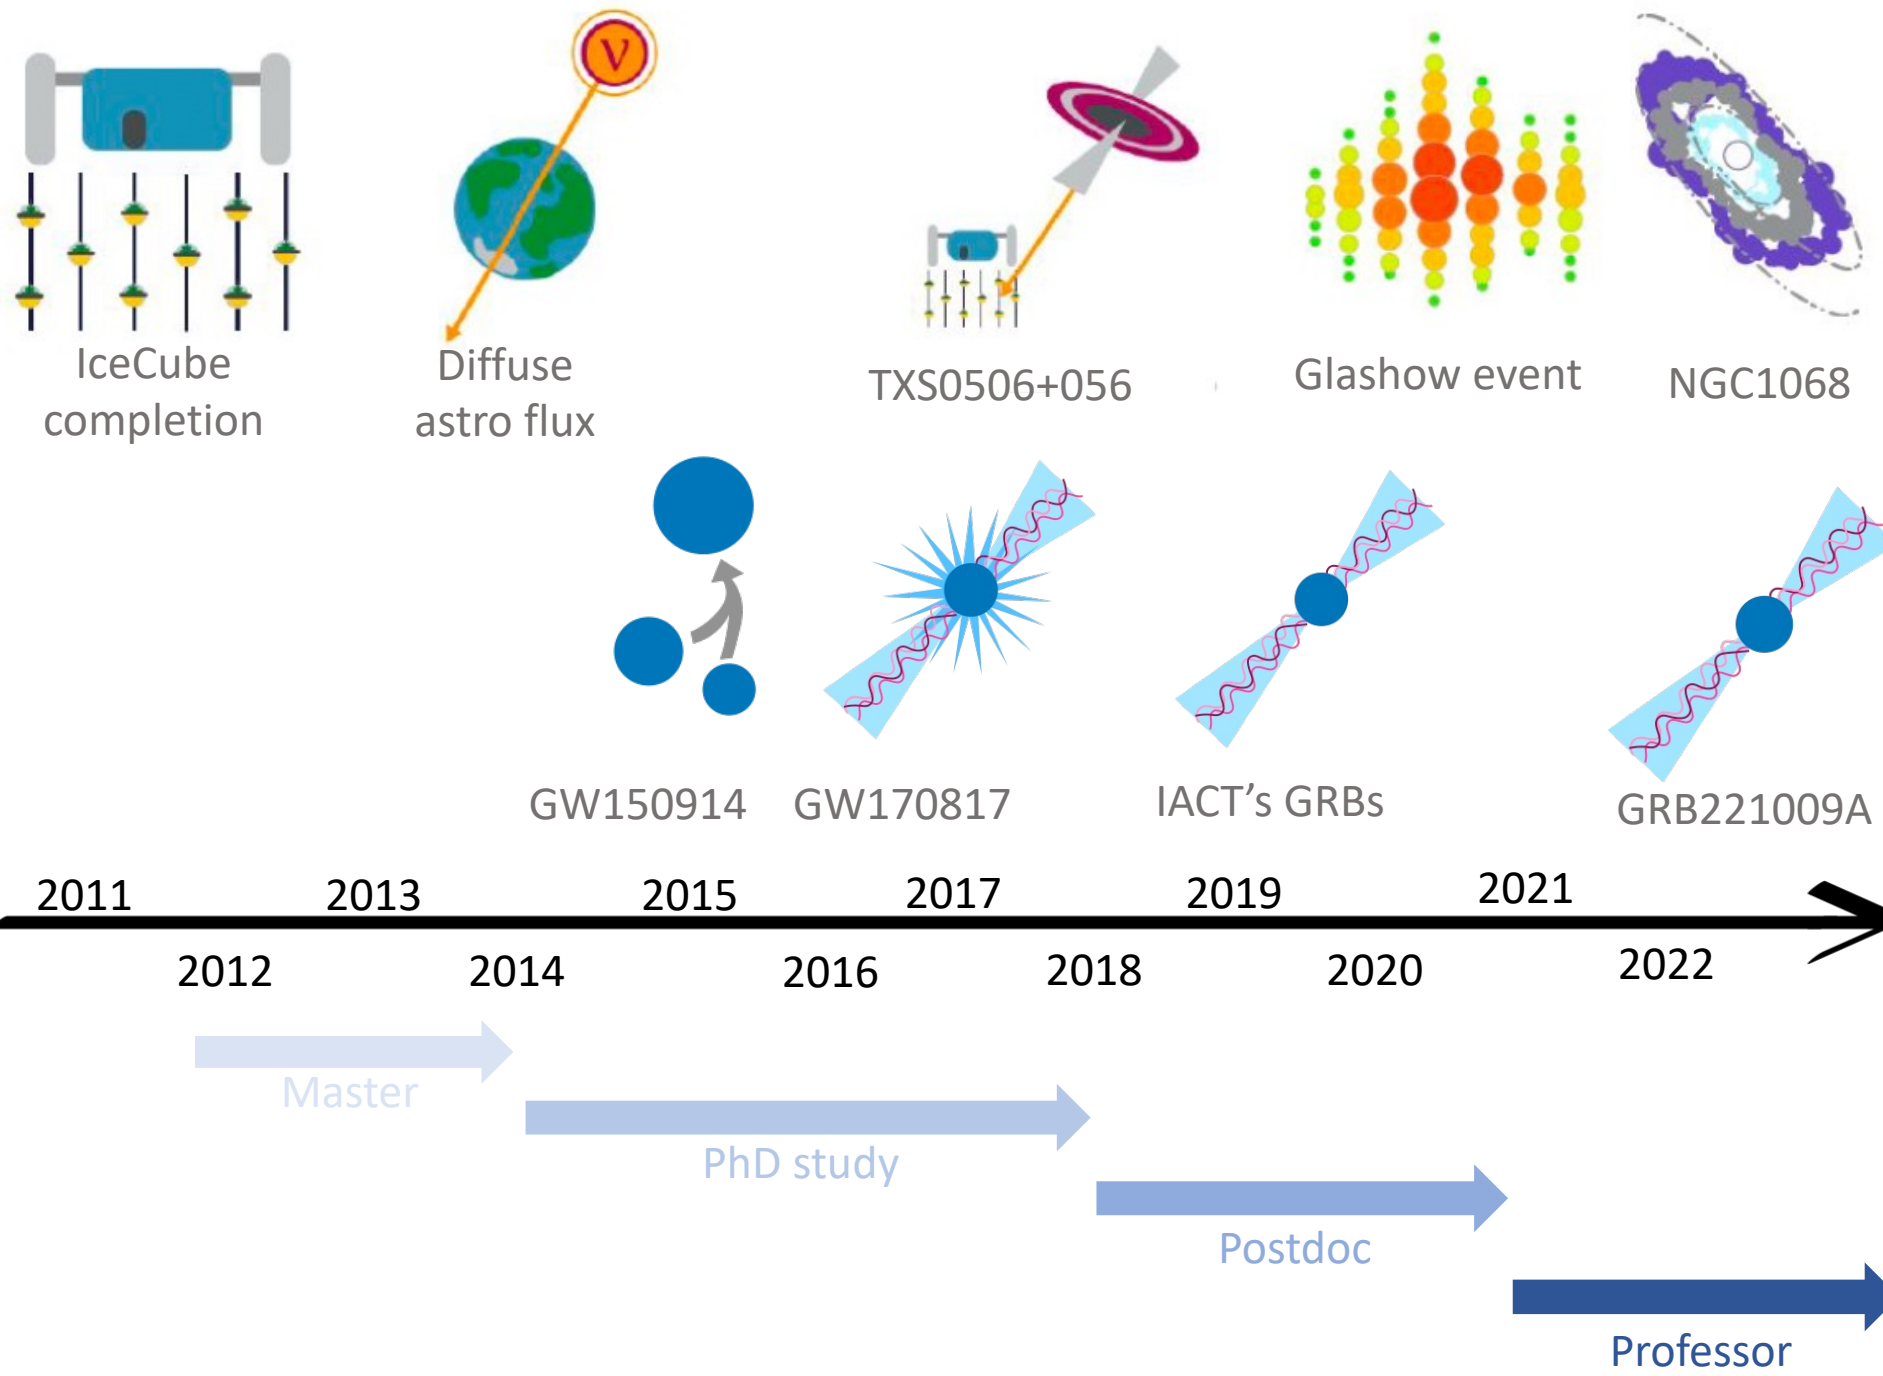 ν
IceCube
completion
Diffuse
astro flux
TXS0506+056
Glashow event
NGC1068
GW150914
GW170817
IACT's GRBs
GRB221009A
2011
2013
2015
2017
2019
2021
2012
2014
2016
2018
2020
2022
Master
PhD study
Postdoc
Professor